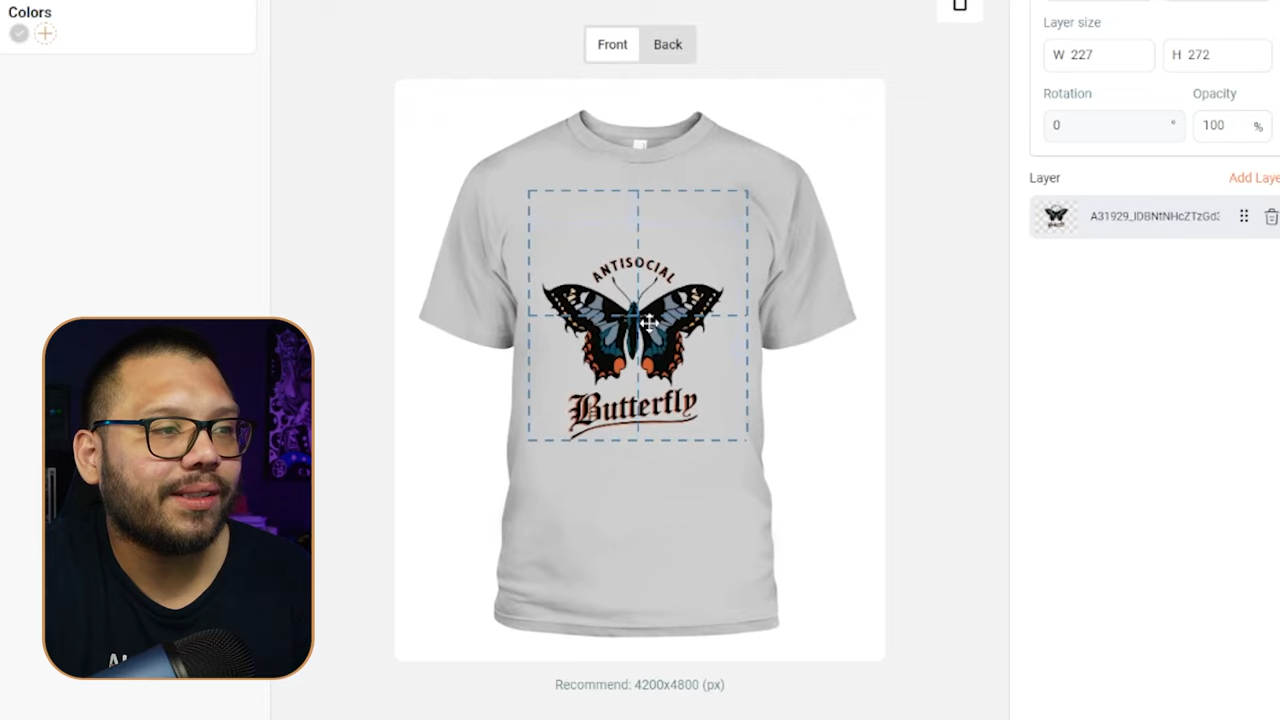 Colors
Front
Back
ANTISOCIAL
Butterfly
Recommend: 4200x4800 (px)
Layer size
W 227
H 272
Rotation
Opacity
0 °
100 %
Layer
Add Laye